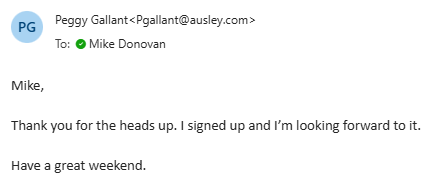 PG
Peggy Gallant<Pgallant@ausley.com>
To: Mike Donovan
Mike,
Thank you for the heads up. I signed up and I'm looking forward to it.
Have a great weekend.